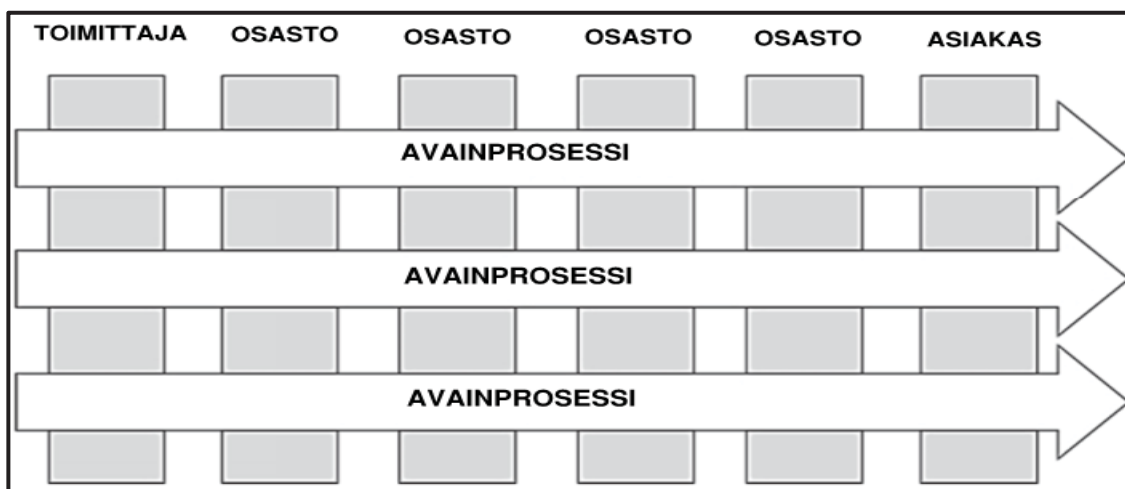 TOIMITTAJA OSASTO OSASTO OSASTO OSASTO ASIAKAS
AVAINPROSESSI
AVAINPROSESSI
AVAINPROSESSI